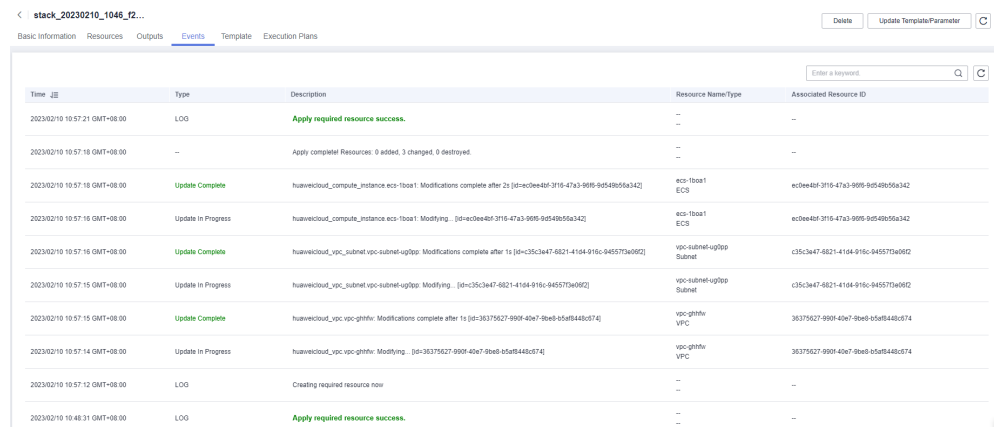 < stack_20230210_1046_f2...
Delete Update Template/Parameter
Basic Information Resources Outputs Events Template Execution Plans
Enter a keyword.
Time Type Description Resource Name/Type Associated Resource ID
2023/02/10 10:57:21 GMT+08:00 LOG Apply required resource success. -- --
--
2023/02/10 10:57:18 GMT+08:00 -- Apply complete! Resources: 0 added, 3 changed, 0 destroyed. --
--
2023/02/10 10:57:18 GMT+08:00 Update Complete huaweicloud_compute_instance.ecs-1boa1: Modifications complete after 2s [id=ec0ee4bf-3f16-47a3-96f6-9d549b56a342] ecs-1boa1 ec0ee4bf-3f16-47a3-96f6-9d549b56a342
ECS
2023/02/10 10:57:16 GMT+08:00 Update In Progress huaweicloud_compute_instance.ecs-1boa1: Modifying... [id=ec0ee4bf-3f16-47a3-96f6-9d549b56a342] ecs-1boa1 ec0ee4bf-3f16-47a3-96f6-9d549b56a342
ECS
2023/02/10 10:57:16 GMT+08:00 Update Complete huaweicloud_vpc_subnet.vpc-subnet-ug0pp: Modifications complete after 1s [id=c35c3e47-6821-41d4-916c-94557f3e06f2] vpc-subnet-ug0pp c35c3e47-6821-41d4-916c-94557f3e06f2
Subnet
2023/02/10 10:57:15 GMT+08:00 Update In Progress huaweicloud_vpc_subnet.vpc-subnet-ug0pp: Modifying... [id=c35c3e47-6821-41d4-916c-94557f3e06f2] vpc-subnet-ug0pp c35c3e47-6821-41d4-916c-94557f3e06f2
Subnet
2023/02/10 10:57:15 GMT+08:00 Update Complete huaweicloud_vpc.vpc-ghhfw: Modifications complete after 1s [id=36375627-990f-40e7-9be8-b5af8448c674] vpc-ghhfw 36375627-990f-40e7-9be8-b5af8448c674
VPC
2023/02/10 10:57:14 GMT+08:00 Update In Progress huaweicloud_vpc.vpc-ghhfw: Modifying... [id=36375627-990f-40e7-9be8-b5af8448c674] vpc-ghhfw 36375627-990f-40e7-9be8-b5af8448c674
VPC
2023/02/10 10:57:12 GMT+08:00 LOG Creating required resource now -- --
--
2023/02/10 10:48:31 GMT+08:00 LOG Apply required resource success. -- --
--